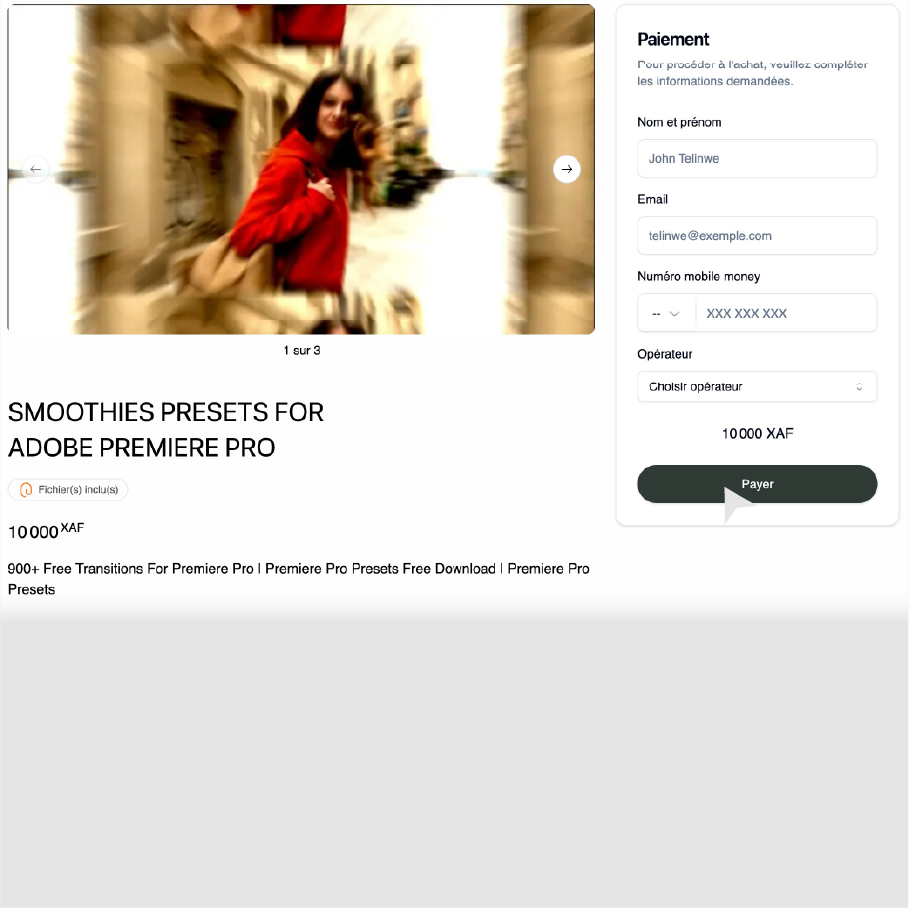 1 sur 3
SMOOTHIES PRESETS FOR
ADOBE PREMIERE PRO
Fichier(s) inclu(s)
10 000 XAF
900+ Free Transitions For Premiere Pro | Premiere Pro Presets Free Download | Premiere Pro
Presets
Paiement
Pour procéder à l'achat, veuillez compléter
les informations demandées.
Nom et prénom
John Telinwe
Email
telinwe@exemple.com
Numéro mobile money
-- XXX XXX XXX
Opérateur
Choisir opérateur
10 000 XAF
Payer